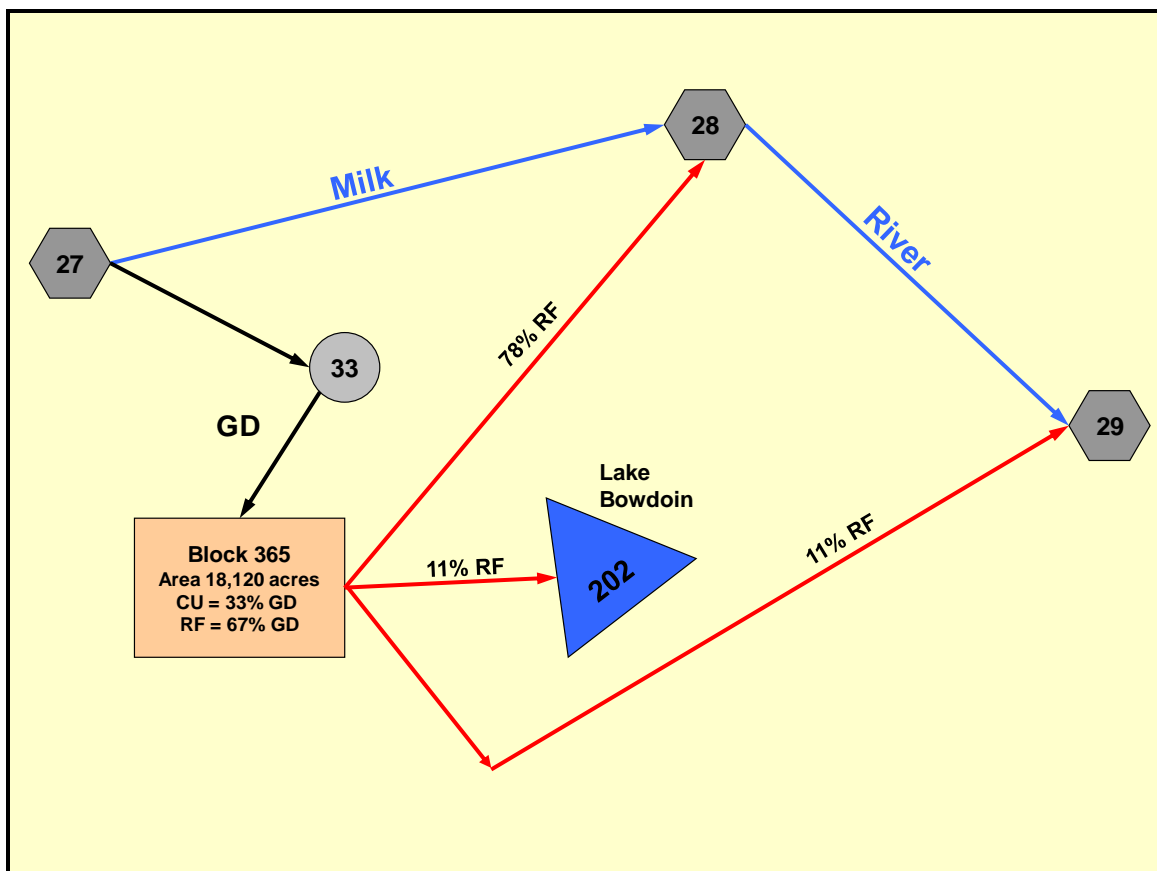 28
Milk
River
27
78% RF
33
GD
29
Lake
Bowdoin
11% RF
Block 365
Area 18,120 acres
CU = 33% GD
RF = 67% GD
11% RF
202